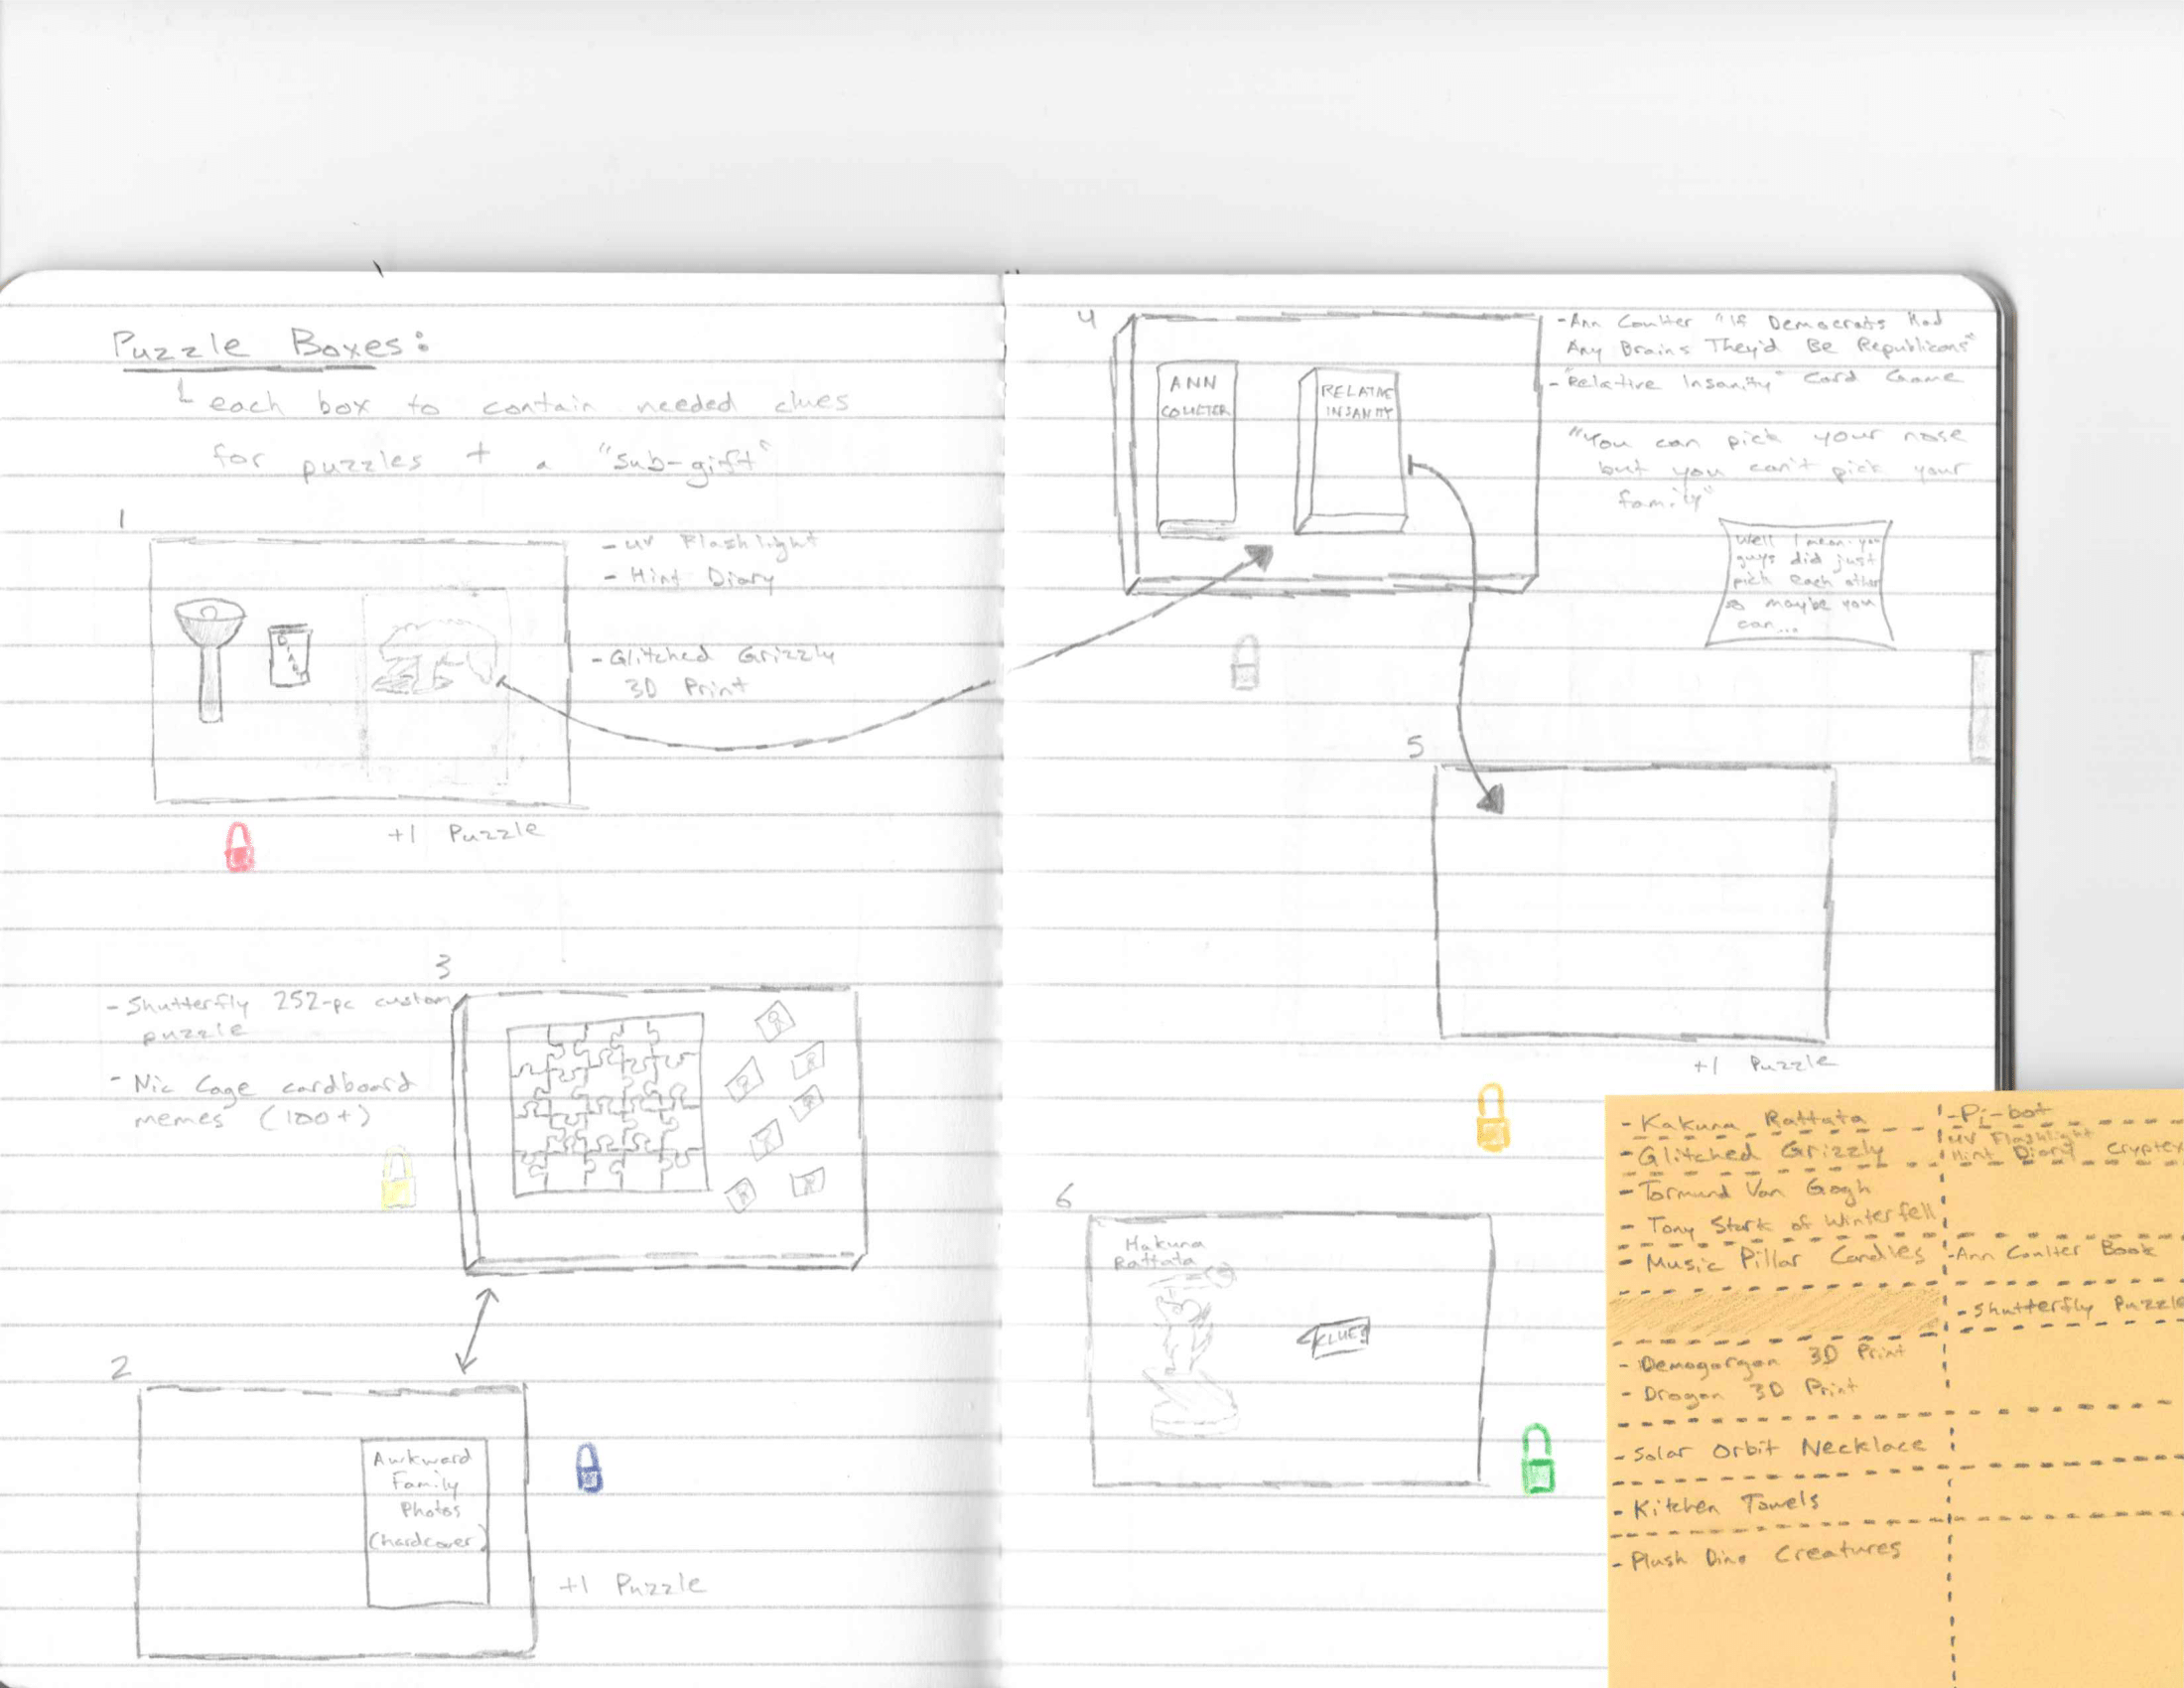 Puzzle Boxes:
each box to contain needed clues
for puzzles + a "sub-gift"
1
- UV Flashlight
- Hint Diary
- Glitched Grizzly
3D Print
DIARY
+1 Puzzle
3
- Shutterfly 252-pc custom
puzzle
- Nic Cage cardboard
memes (100+)
2
Awkward
Family
Photos
(hardcover)
+1 Puzzle
4
ANN
COULTER
RELATIVE
INSANITY
- Ann Coulter "If Democrats Had
Any Brains They'd Be Republicans"
- "Relative Insanity" Card Game
"You can pick your nose
but you can't pick your
family"
Well I mean you
guys did just
pick each other
so maybe you
can...
5
+1 Puzzle
6
Hakuna
Rattata
CLUES
- Kakuna Rattata
- Glitched Grizzly
- Tormund Van Gogh
- Tony Stark of Winterfell
- Music Pillar Candles
- Demogorgon 3D Print
- Drogon 3D Print
- Solar Orbit Necklace
- Kitchen Towels
- Plush Dino Creatures
- Pi-bot
UV Flashlight
Hint Diary Cryptex
- Ann Coulter Book
- Shutterfly Puzzle